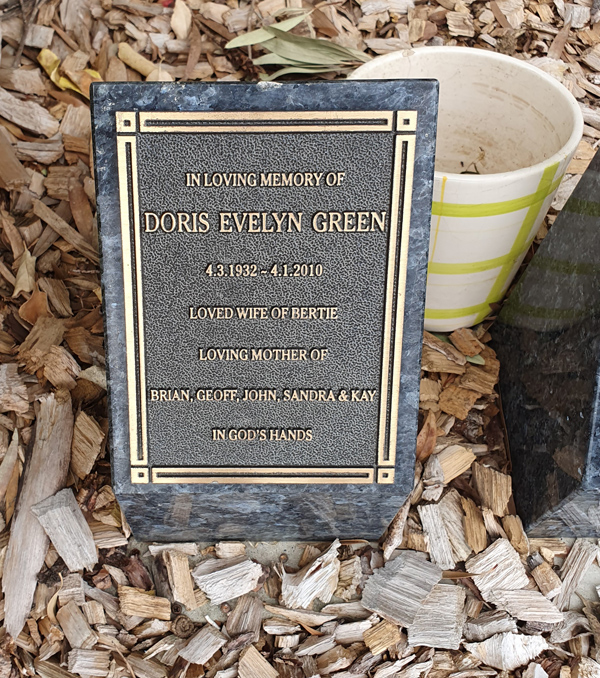 IN LOVING MEMORY OF
DORIS EVELYN GREEN
4.3.1932 ~ 4.1.2010
LOVED WIFE OF BERTIE
LOVING MOTHER OF
BRIAN, GEOFF, JOHN, SANDRA & KAY
IN GOD'S HANDS